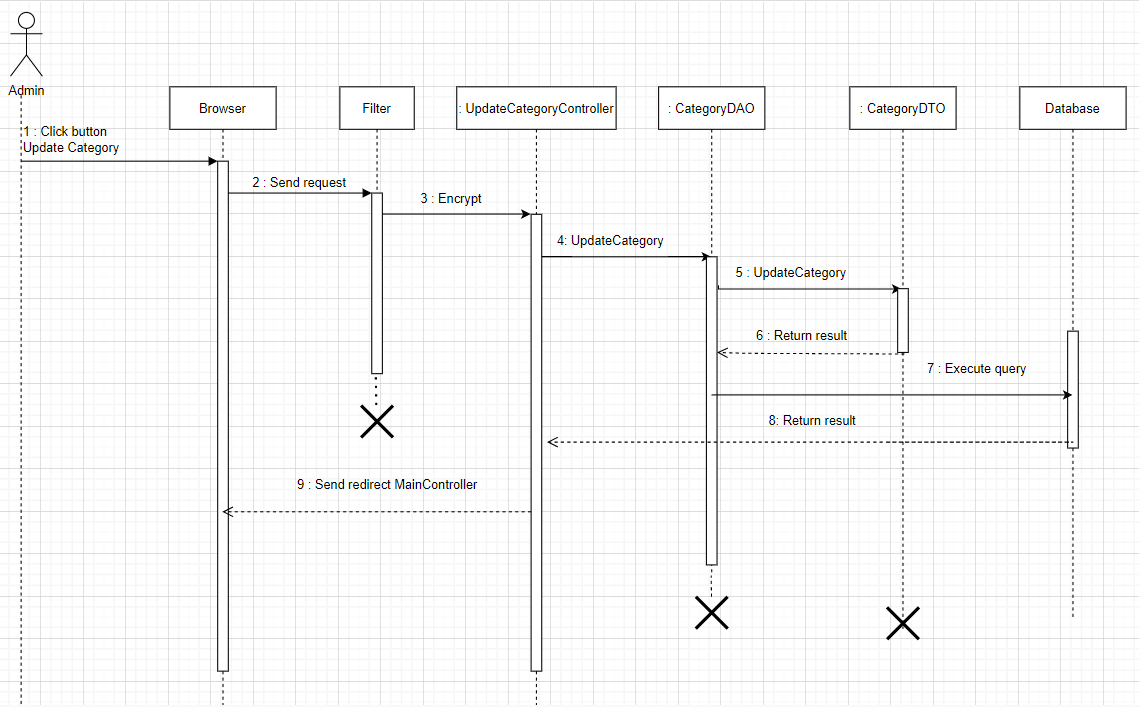 Admin
Browser
Filter
: UpdateCategoryController
: CategoryDAO
: CategoryDTO
Database
1 : Click button
Update Category
2 : Send request
3 : Encrypt
4: UpdateCategory
5 : UpdateCategory
6 : Return result
7 : Execute query
8: Return result
9 : Send redirect MainController